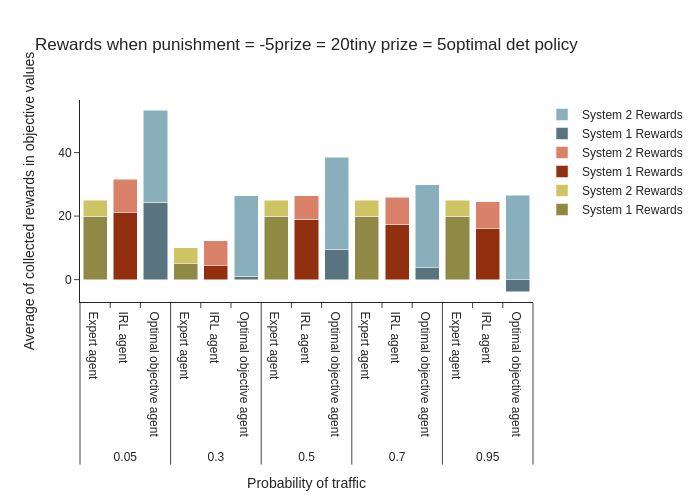 Rewards when punishment = -5prize = 20tiny prize = 5optimal det policy
Average of collected rewards in objective values
40
20
0
System 2 Rewards
System 1 Rewards
System 2 Rewards
System 1 Rewards
System 2 Rewards
System 1 Rewards
Expert agent
IRL agent
Optimal objective agent
Expert agent
IRL agent
Optimal objective agent
Expert agent
IRL agent
Optimal objective agent
Expert agent
IRL agent
Optimal objective agent
Expert agent
IRL agent
Optimal objective agent
0.05
0.3
0.5
0.7
0.95
Probability of traffic